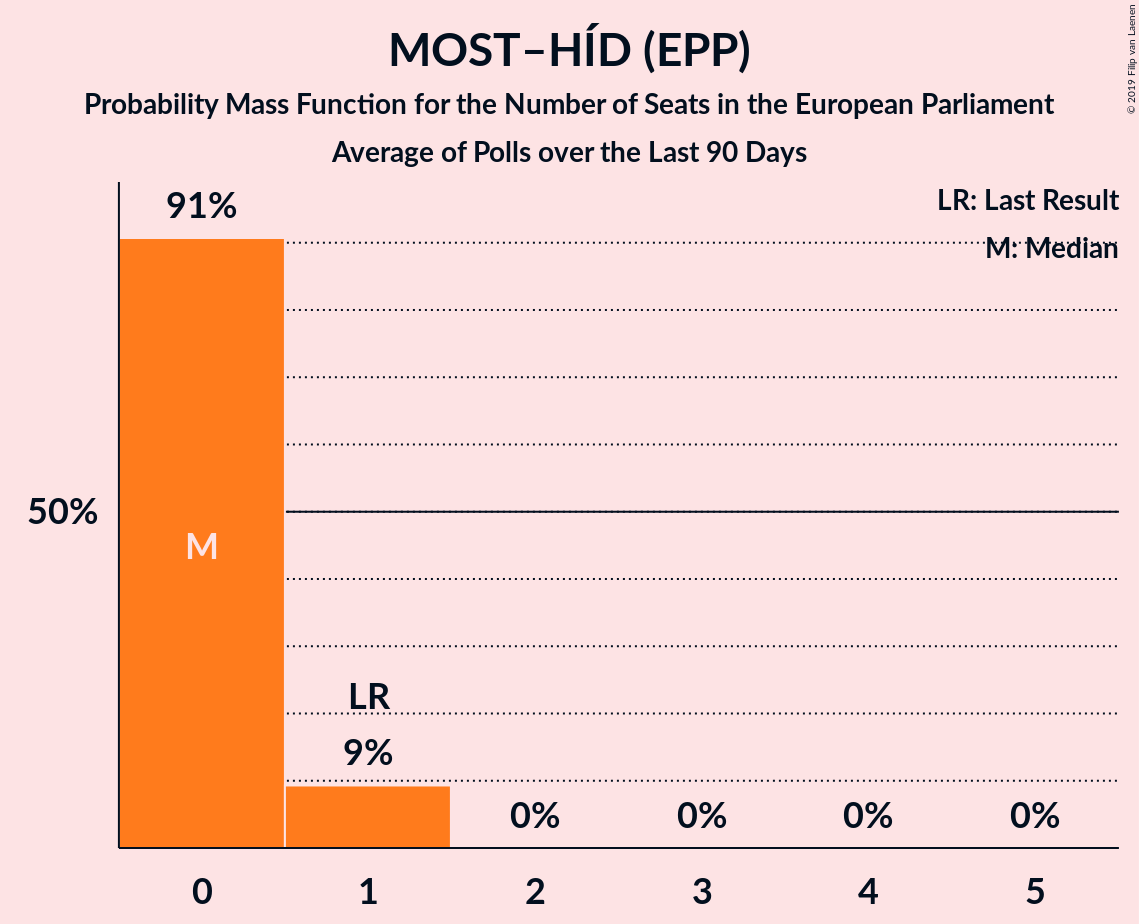 MOST–HÍD (EPP)
Probability Mass Function for the Number of Seats in the European Parliament
Average of Polls over the Last 90 Days
© 2019 Filip van Laenen
LR: Last Result
M: Median
91%
50%
M
LR
9%
0%
0%
0%
0%
0
1
2
3
4
5